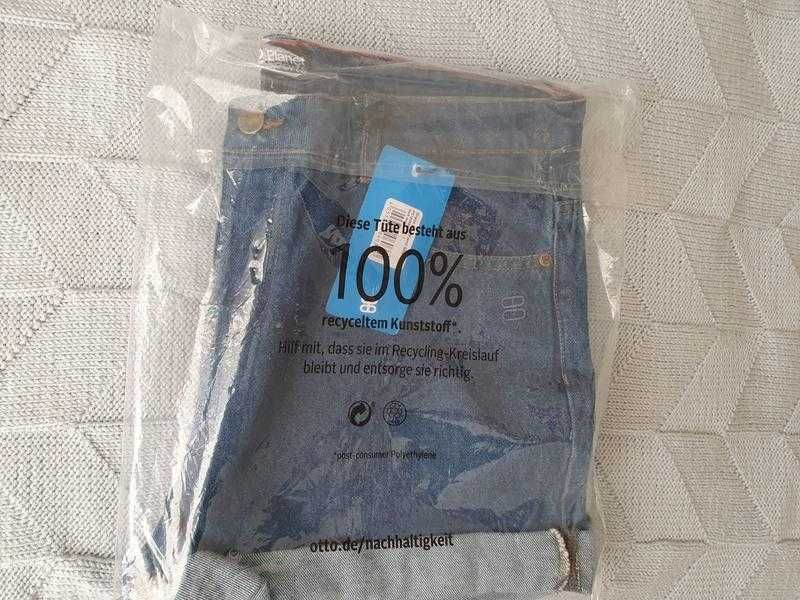 Planet
Diese Tüte besteht aus
100%
recyceltem Kunststoff*.
Hilf mit, dass sie im Recycling-Kreislauf
bleibt und entsorge sie richtig.
*post-consumer Polyethylene
otto.de/nachhaltigkeit